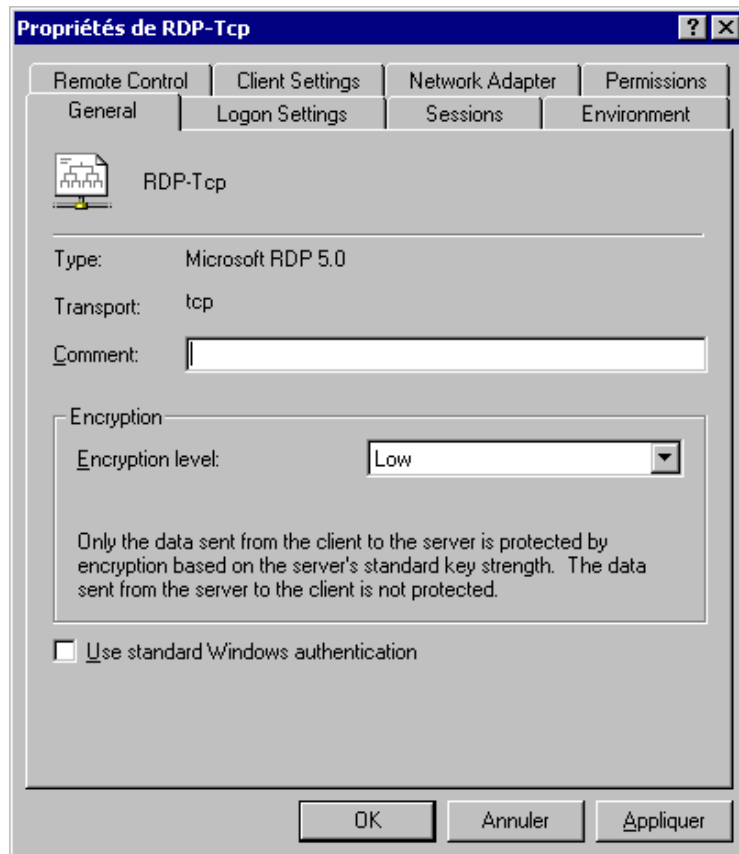 Propriétés de RDP-Tcp
Remote Control Client Settings Network Adapter Permissions
General Logon Settings Sessions Environment
RDP-Tcp
Type: Microsoft RDP 5.0
Transport: tcp
Comment:
Encryption
Encryption level: Low
Only the data sent from the client to the server is protected by
encryption based on the server's standard key strength. The data
sent from the server to the client is not protected.
Use standard Windows authentication
OK Annuler Appliquer